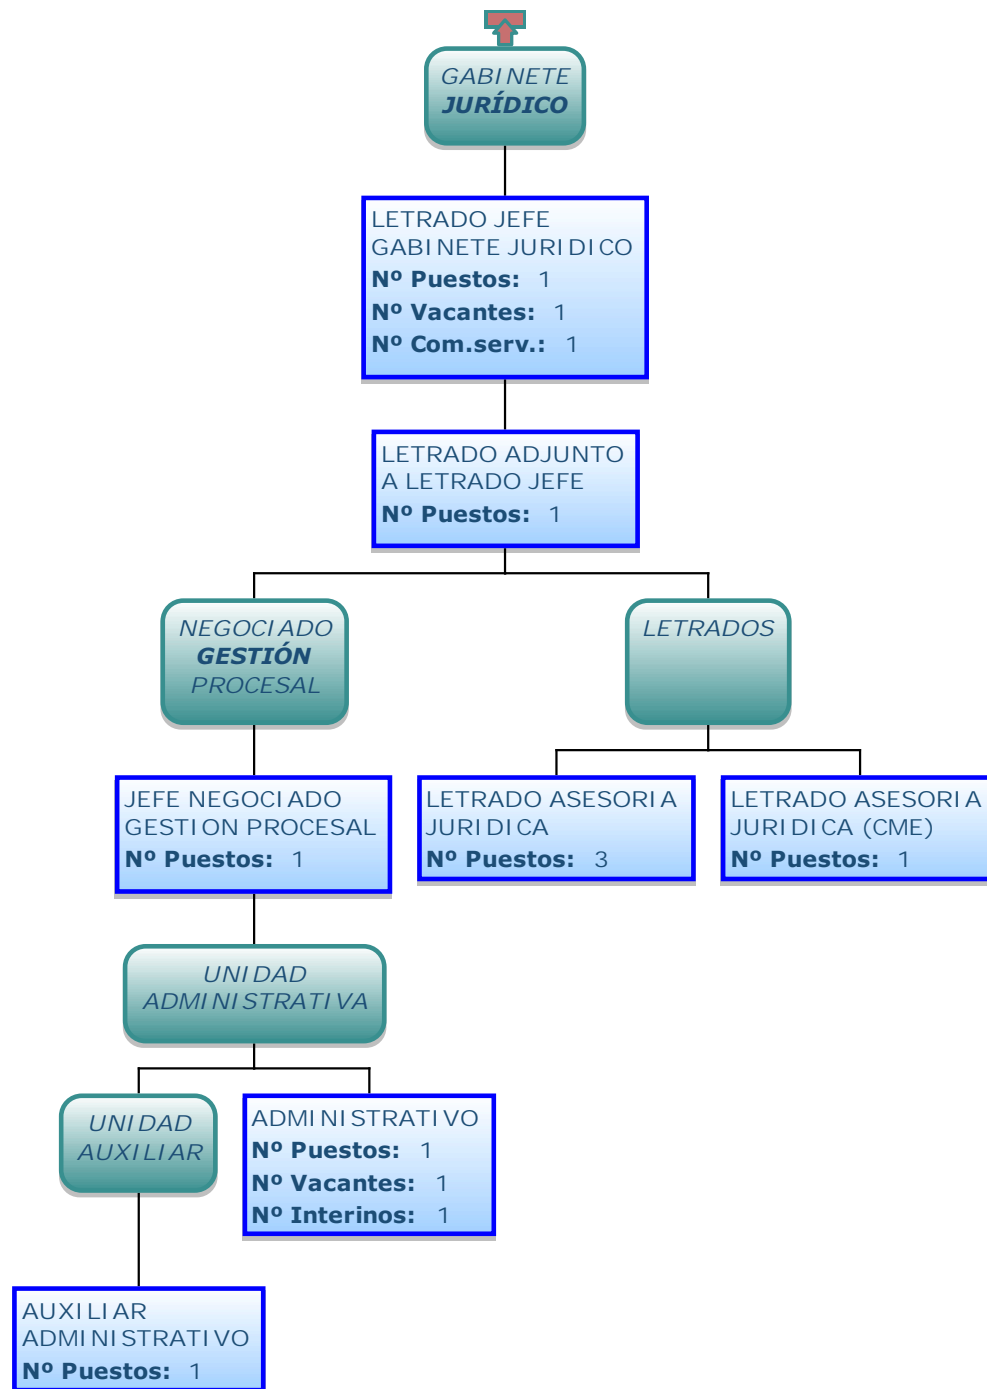 GABINETE
JURÍDICO
LETRADO JEFE
GABINETE JURIDICO
Nº Puestos: 1
Nº Vacantes: 1
Nº Com.serv.: 1
LETRADO ADJUNTO
A LETRADO JEFE
Nº Puestos: 1
NEGOCIADO
GESTIÓN
PROCESAL
LETRADOS
JEFE NEGOCIADO
GESTION PROCESAL
Nº Puestos: 1
LETRADO ASESORIA
JURIDICA
Nº Puestos: 3
LETRADO ASESORIA
JURIDICA (CME)
Nº Puestos: 1
UNIDAD
ADMINISTRATIVA
UNIDAD
AUXILIAR
ADMINISTRATIVO
Nº Puestos: 1
Nº Vacantes: 1
Nº Interinos: 1
AUXILIAR
ADMINISTRATIVO
Nº Puestos: 1